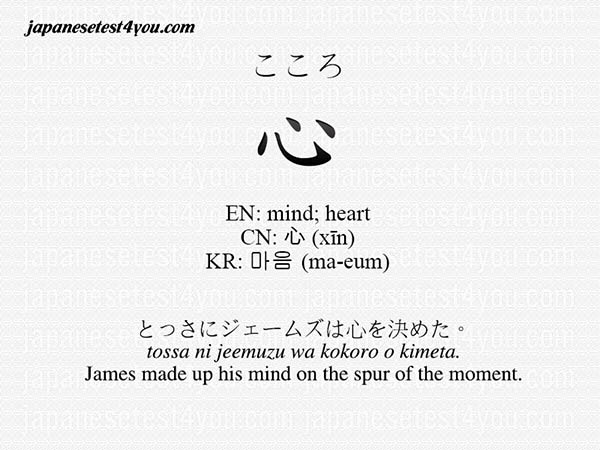 japanesetest4you.com
こころ
心
EN: mind; heart
CN: 心 (xīn)
KR: 마음 (ma-eum)
とっさにジェームズは心を決めた。
tossa ni jeemuzu wa kokoro o kimeta.
James made up his mind on the spur of the moment.